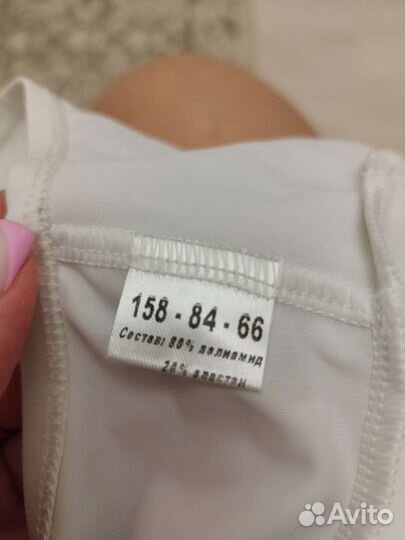 158 - 84 - 66
Состав: 80% полиамид
20% эластан
Avito